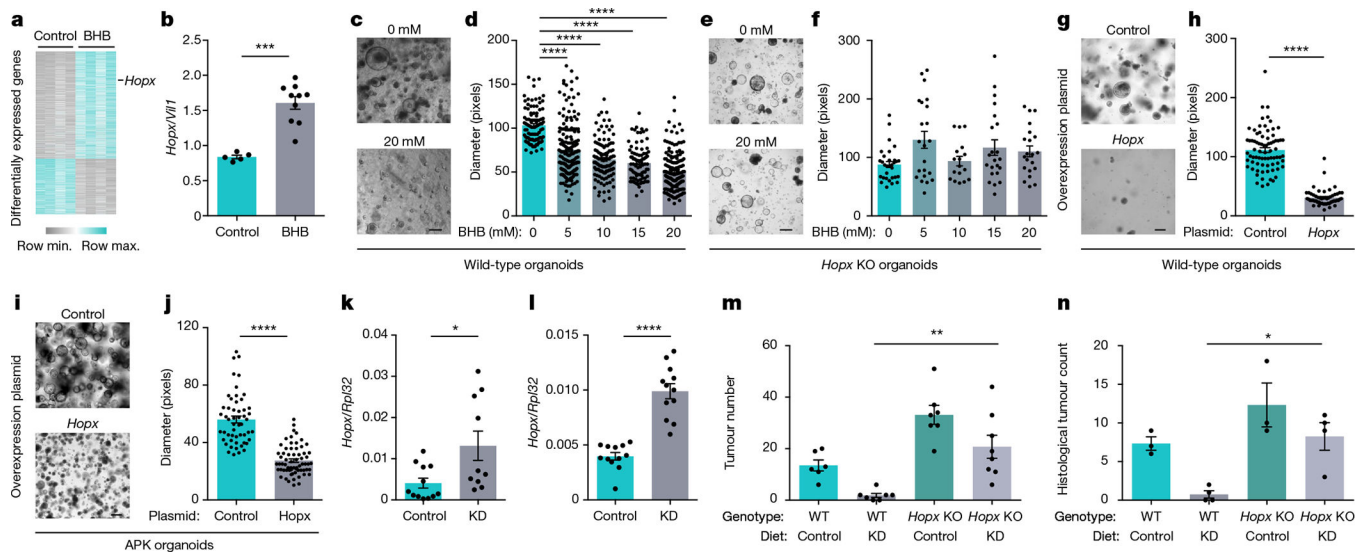 a
Control BHB
Differentially expressed genes
Hopx
Row min. Row max.
b
***
Hopx/Vil1
2.5
2.0
1.5
1.0
0.5
0
Control
BHB
c
0 mM
20 mM
d
****
****
****
****
Diameter (pixels)
200
150
100
50
0
BHB (mM): 0 5 10 15 20
Wild-type organoids
e
0 mM
20 mM
f
Diameter (pixels)
300
200
100
0
BHB (mM): 0 5 10 15 20
Hopx KO organoids
g
Overexpression plasmid
Control
Hopx
h
****
Diameter (pixels)
300
200
100
0
Plasmid: Control Hopx
Wild-type organoids
i
Overexpression plasmid
Control
Hopx
j
****
Diameter (pixels)
120
80
60
40
0
Plasmid: Control Hopx
APK organoids
k
*
Hopx/Rpl32
0.04
0.03
0.02
0.01
0
Control KD
l
****
Hopx/Rpl32
0.015
0.010
0.005
0
Control KD
m
**
Tumour number
60
40
20
0
Genotype: WT WT Hopx KO Hopx KO
Diet: Control KD Control KD
n
*
Histological tumour count
20
15
10
5
0
Genotype: WT WT Hopx KO Hopx KO
Diet: Control KD Control KD